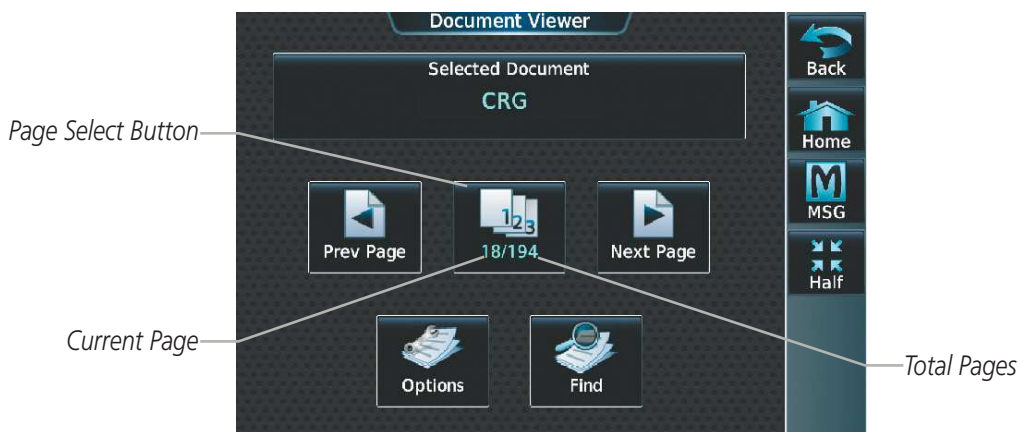 Document Viewer
Selected Document
CRG
Back
Page Select Button
Home
123
MSG
Prev Page
18/194
Next Page
Half
Current Page
Total Pages
Options
Find